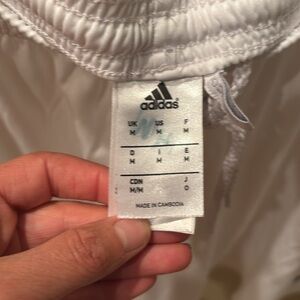 adidas
UK US F
M M M
D I E
M M M
CDN J
M/M O
MADE IN CAMBODIA